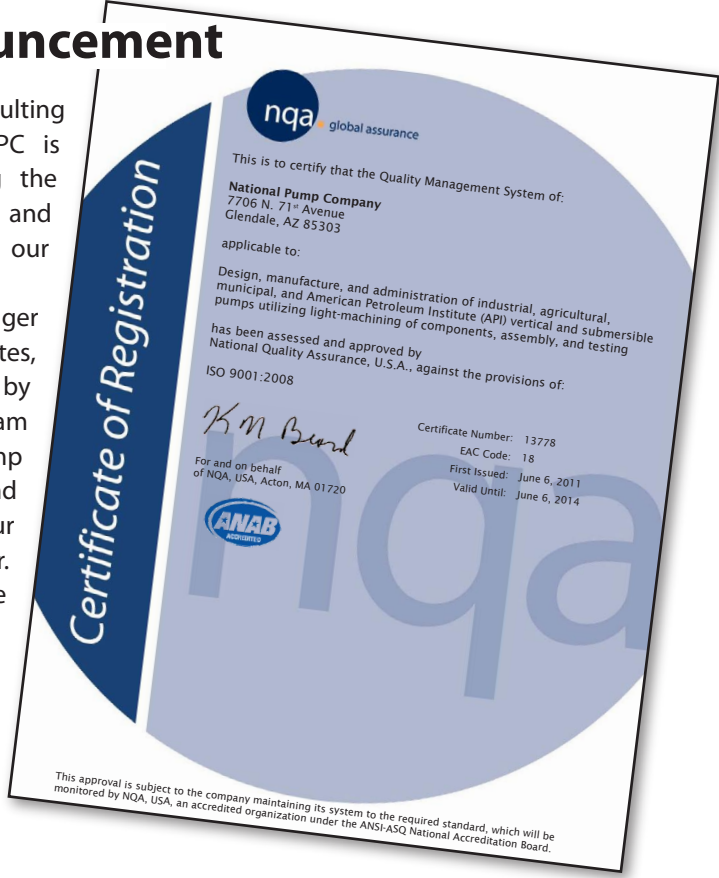 uncement
ulting
PC is
the
and
our
ger
tes,
by
am
np
nd
ur
r.
e
Certificate of Registration
nqa.
global assurance
This is to certify that the Quality Management System of:
National Pump Company
7706 N. 71st Avenue
Glendale, AZ 85303
applicable to:
Design, manufacture, and administration of industrial, agricultural,
municipal, and American Petroleum Institute (API) vertical and submersible
pumps utilizing light-machining of components, assembly, and testing
has been assessed and approved by
National Quality Assurance, U.S.A., against the provisions of:
ISO 9001:2008
K M Beard
For and on behalf
of NQA, USA, Acton, MA 01720
ANAB
ACCREDITED
Certificate Number: 13778
EAC Code: 18
First Issued: June 6, 2011
Valid Until: June 6, 2014
nqa
This approval is subject to the company maintaining its system to the required standard, which will be
monitored by NQA, USA, an accredited organization under the ANSI-ASQ National Accreditation Board.